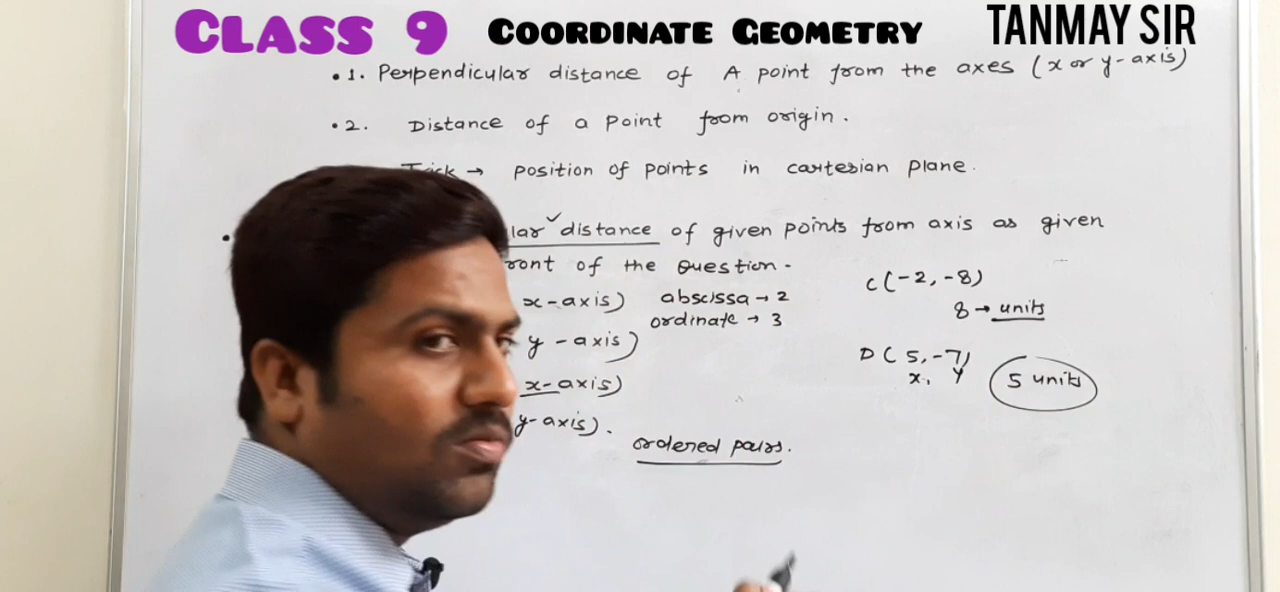 CLASS 9 COORDINATE GEOMETRY TANMAY SIR
• 1. Perpendicular distance of A point from the axes (x or y-axis)
• 2. Distance of a Point from origin.
Trick → position of points in cartesian plane.
• lar distance of given points from axis as given
ront of the Question -
x-axis) abscissa → 2
ordinate → 3
y - axis)
x-axis)
y-axis).
ordered pairs.
C(-2, -8)
8 → units
D(5, -7)
x, y
5 units